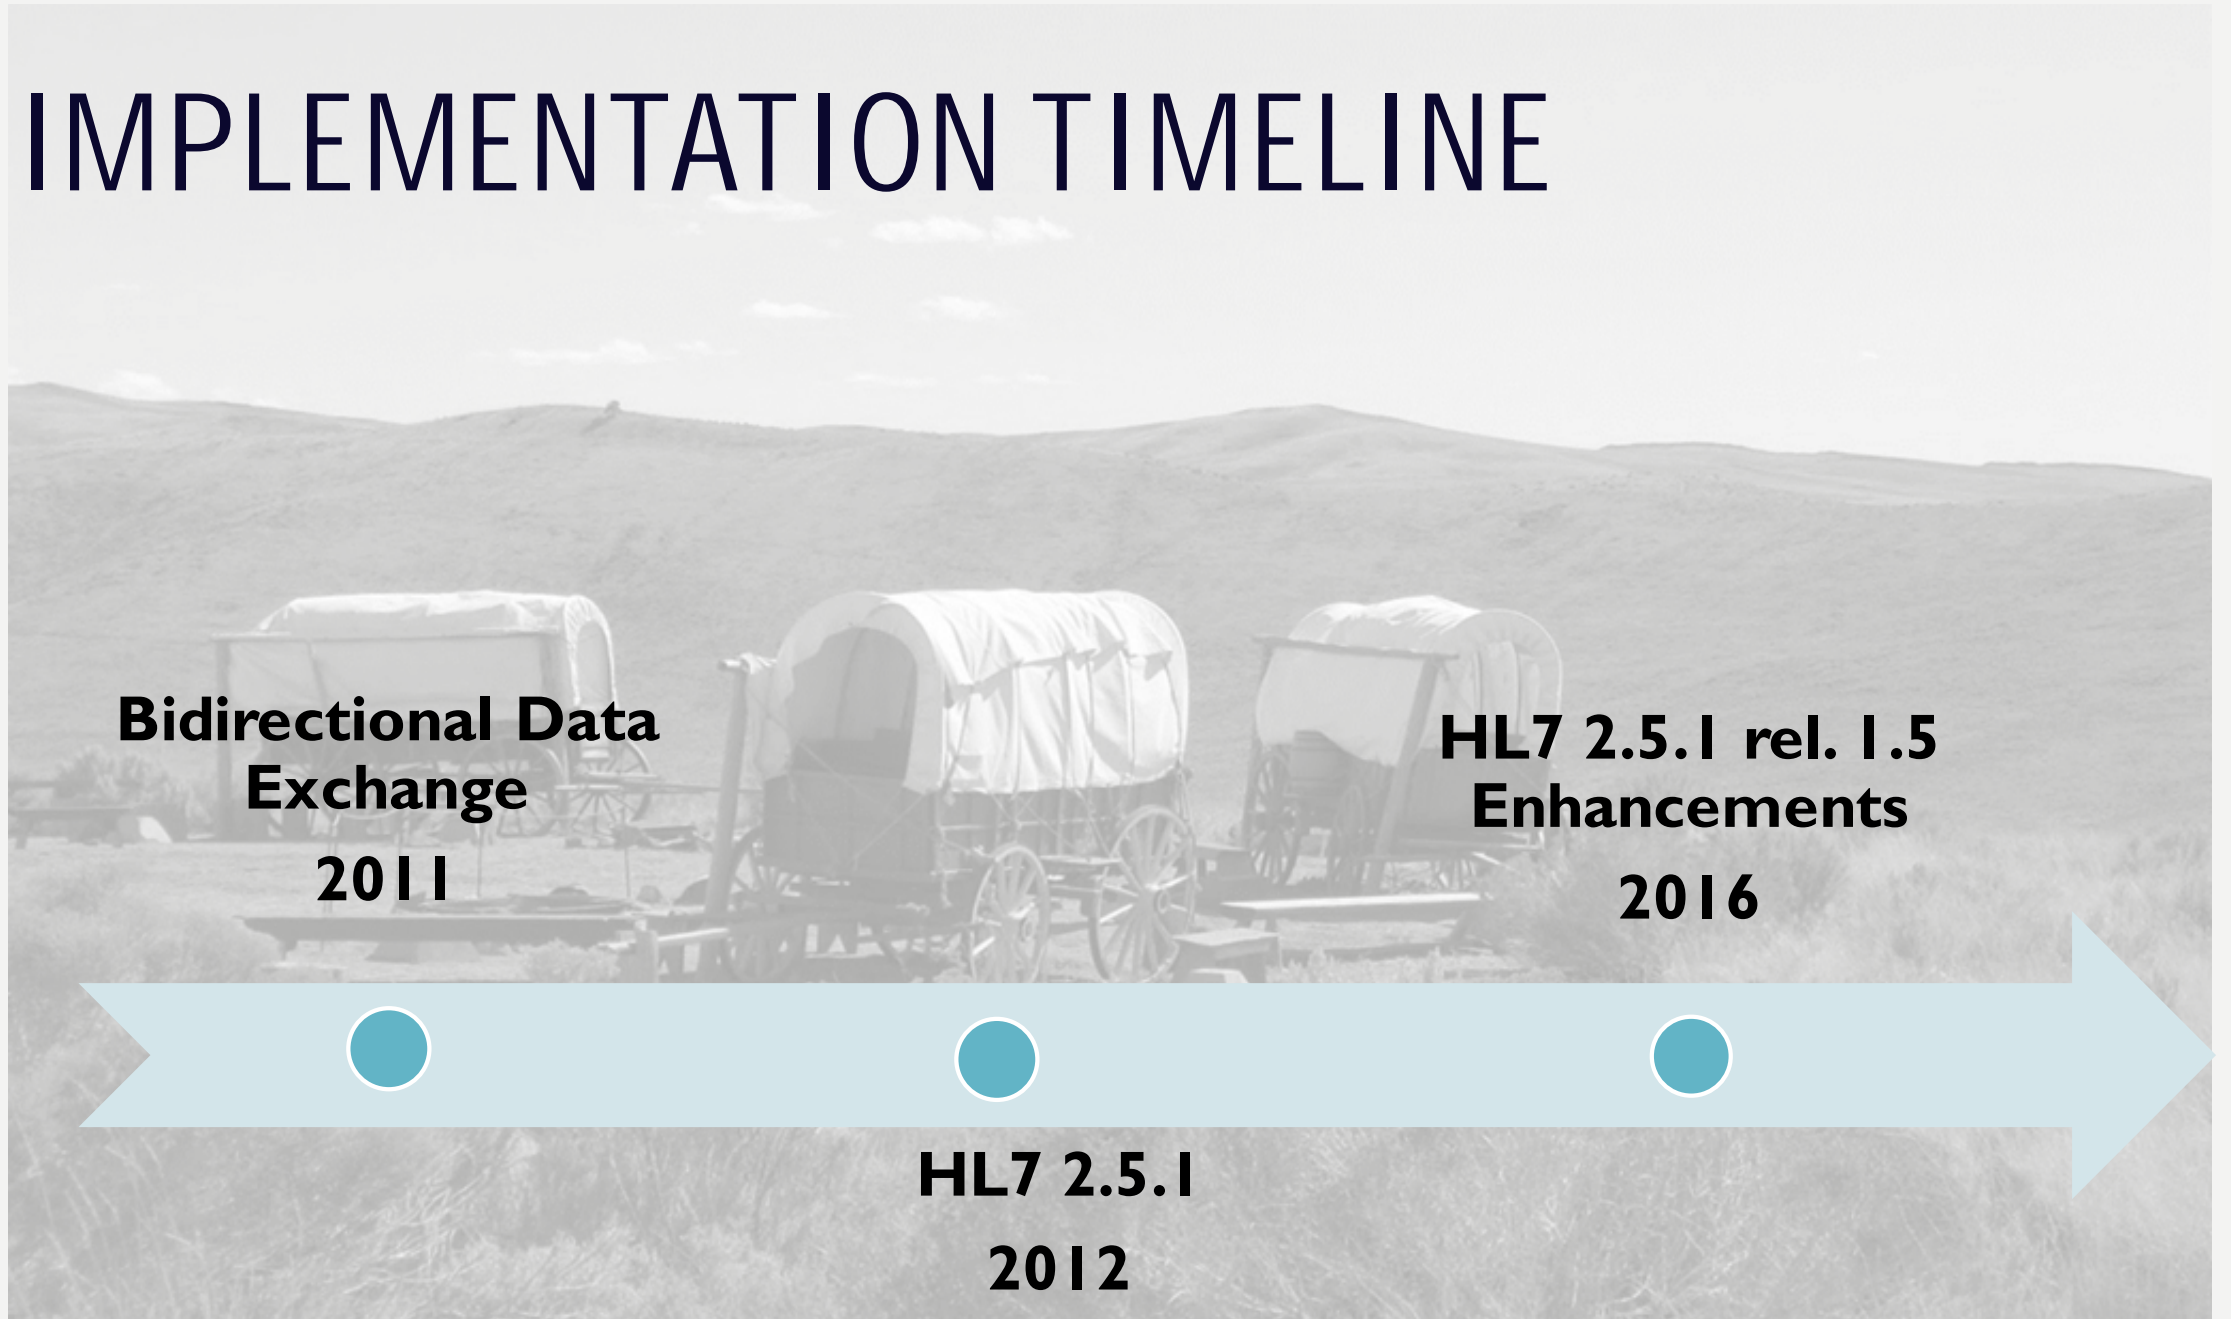 IMPLEMENTATION TIMELINE
Bidirectional Data
Exchange
2011
HL7 2.5.1
2012
HL7 2.5.1 rel. 1.5
Enhancements
2016